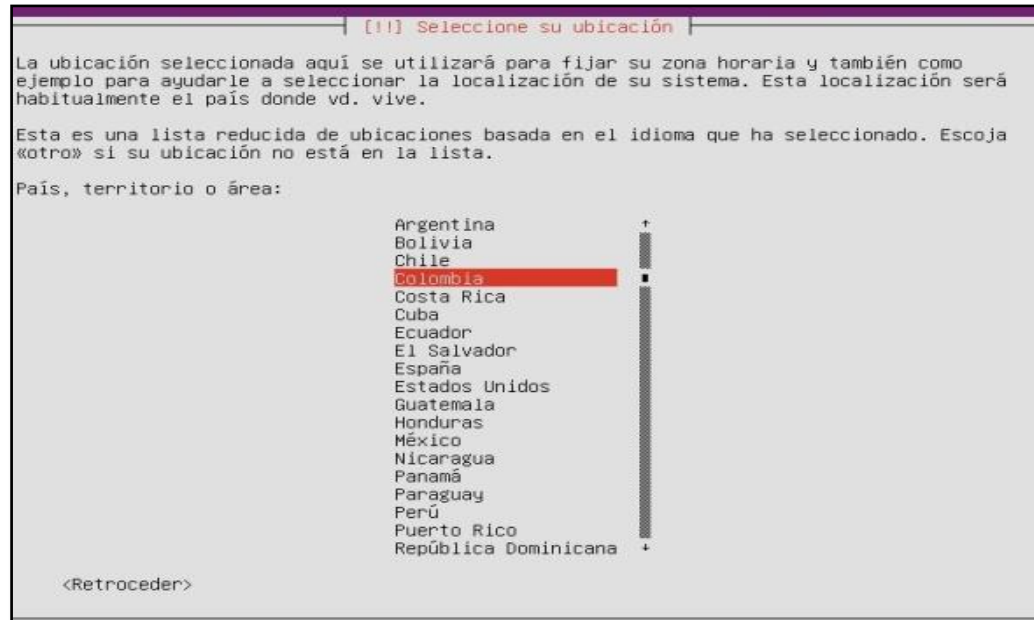 [!!] Seleccione su ubicación
La ubicación seleccionada aquí se utilizará para fijar su zona horaria y también como
ejemplo para ayudarle a seleccionar la localización de su sistema. Esta localización será
habitualmente el país donde vd. vive.
Esta es una lista reducida de ubicaciones basada en el idioma que ha seleccionado. Escoja
«otro» si su ubicación no está en la lista.
País, territorio o área:
Argentina
Bolivia
Chile
Colombia
Costa Rica
Cuba
Ecuador
El Salvador
España
Estados Unidos
Guatemala
Honduras
México
Nicaragua
Panamá
Paraguay
Perú
Puerto Rico
República Dominicana
<Retroceder>